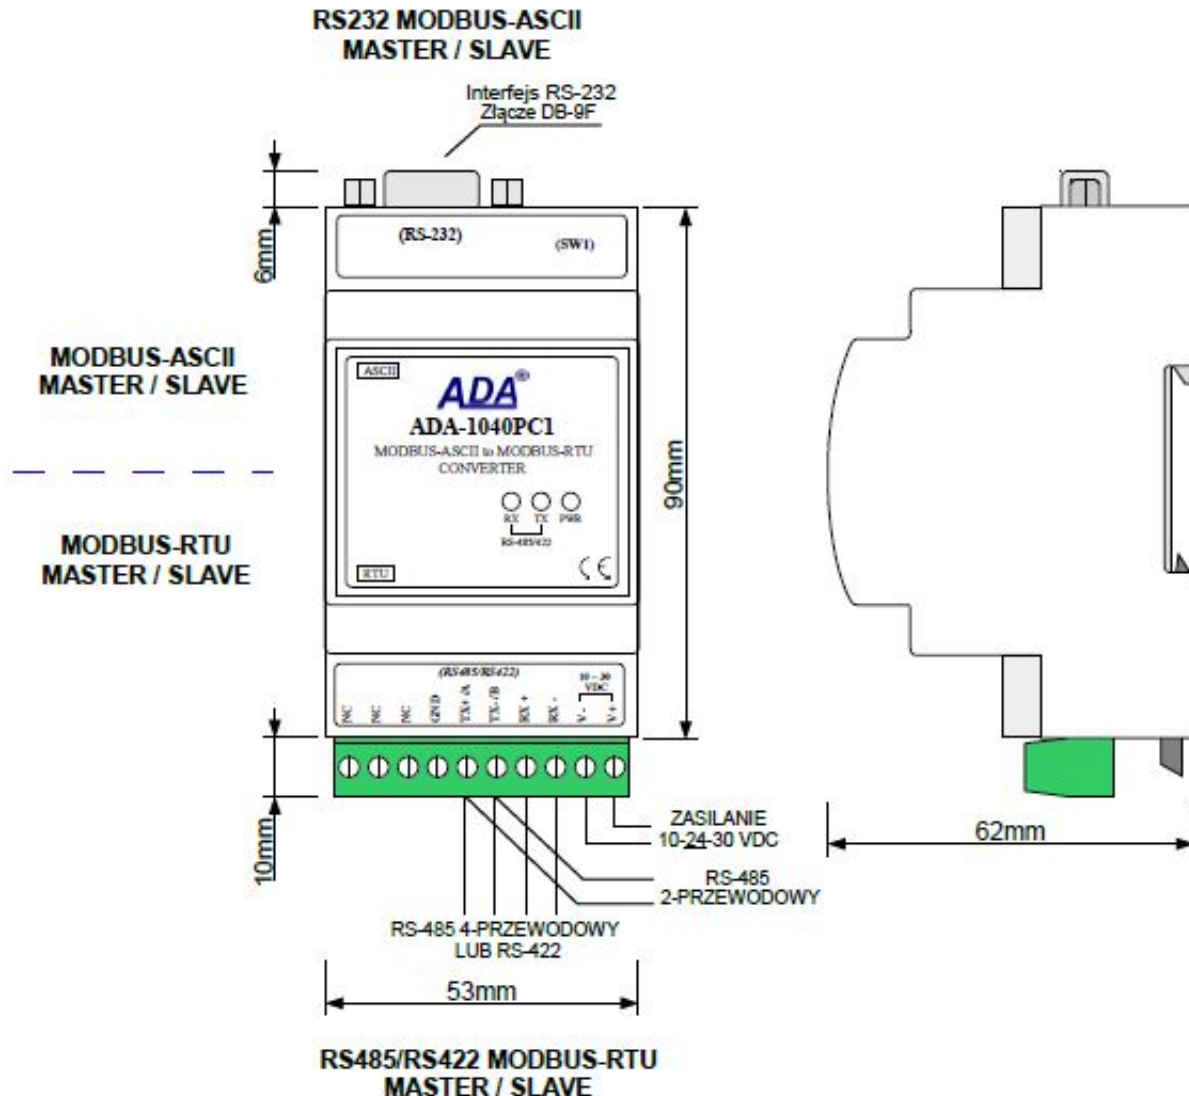 RS232 MODBUS-ASCII
MASTER / SLAVE
Interfejs RS-232
Złącze DB-9F
6mm
(RS-232)
(SW1)
MODBUS-ASCII
MASTER / SLAVE
ASCII
ADA®
ADA-1040PC1
MODBUS-ASCII to MODBUS-RTU
CONVERTER
RX TX PWR
RS-485/422
90mm
MODBUS-RTU
MASTER / SLAVE
RTU
CE
(RS485/RS422)
10 – 30
VDC
NC
NC
NC
GND
TX+ /A
TX- /B
RX +
RX -
V -
V +
10mm
ZASILANIE
10-24-30 VDC
RS-485
2-PRZEWODOWY
RS-485 4-PRZEWODOWY
LUB RS-422
62mm
53mm
RS485/RS422 MODBUS-RTU
MASTER / SLAVE